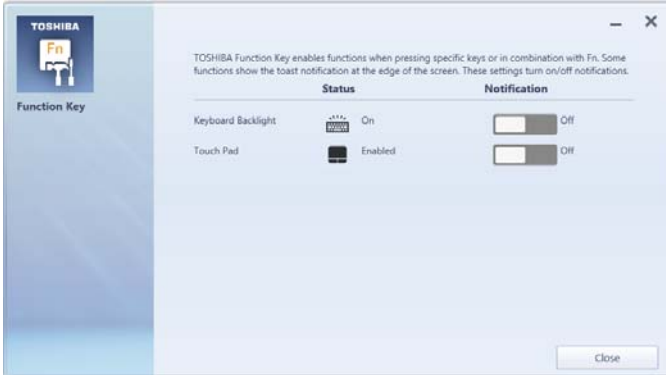 TOSHIBA
Fn
Function Key
TOSHIBA Function Key enables functions when pressing specific keys or in combination with Fn. Some
functions show the toast notification at the edge of the screen. These settings turn on/off notifications.
Status Notification
Keyboard Backlight On Off
Touch Pad Enabled Off
Close